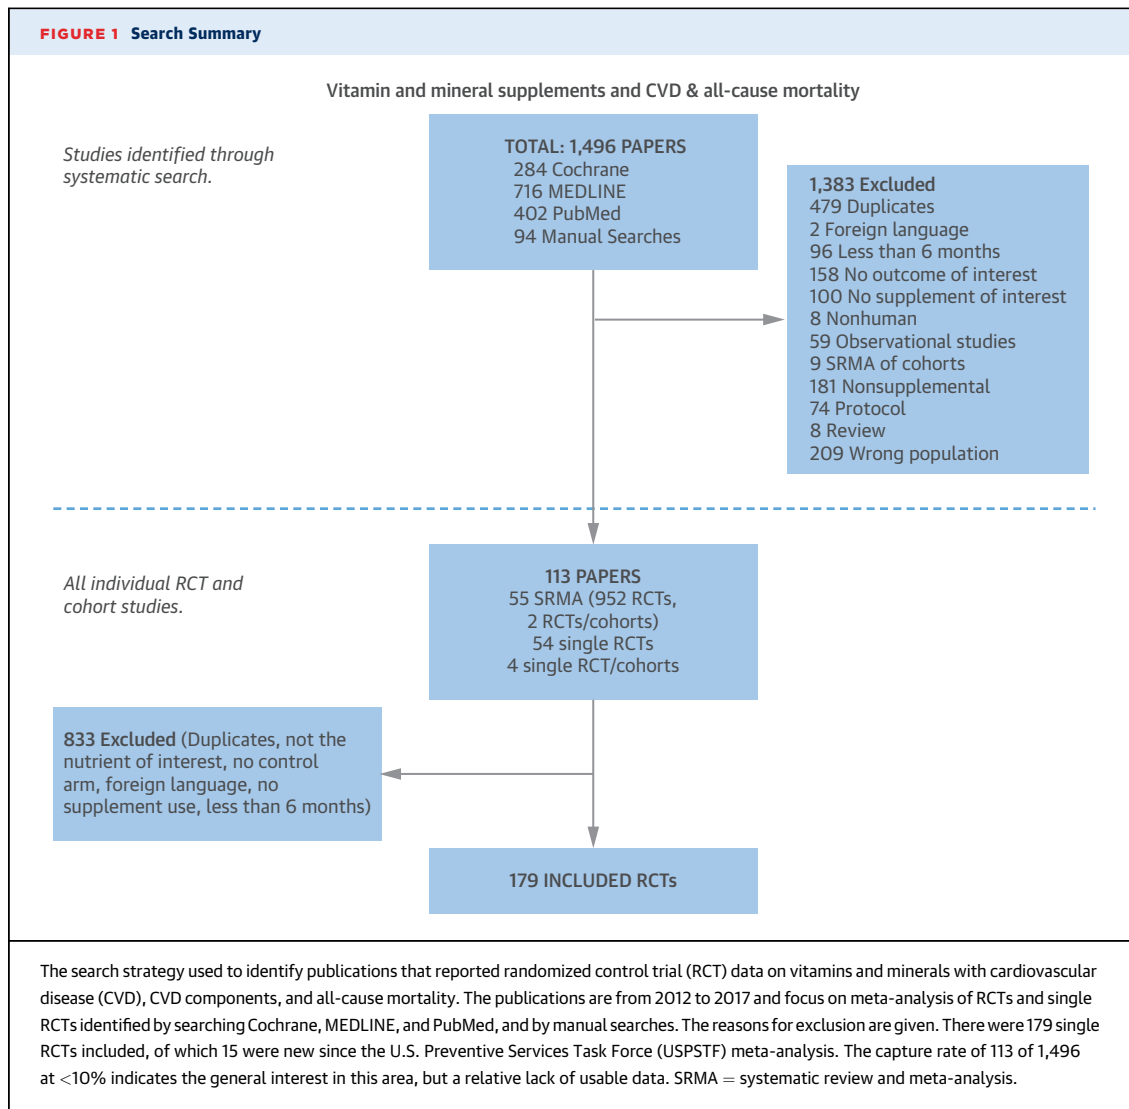 FIGURE 1 Search Summary
Vitamin and mineral supplements and CVD & all-cause mortality
Studies identified through
systematic search.
TOTAL: 1,496 PAPERS
284 Cochrane
716 MEDLINE
402 PubMed
94 Manual Searches
1,383 Excluded
479 Duplicates
2 Foreign language
96 Less than 6 months
158 No outcome of interest
100 No supplement of interest
8 Nonhuman
59 Observational studies
9 SRMA of cohorts
181 Nonsupplemental
74 Protocol
8 Review
209 Wrong population
All individual RCT and
cohort studies.
113 PAPERS
55 SRMA (952 RCTs,
2 RCTs/cohorts)
54 single RCTs
4 single RCT/cohorts
833 Excluded (Duplicates, not the
nutrient of interest, no control
arm, foreign language, no
supplement use, less than 6 months)
179 INCLUDED RCTs
The search strategy used to identify publications that reported randomized control trial (RCT) data on vitamins and minerals with cardiovascular
disease (CVD), CVD components, and all-cause mortality. The publications are from 2012 to 2017 and focus on meta-analysis of RCTs and single
RCTs identified by searching Cochrane, MEDLINE, and PubMed, and by manual searches. The reasons for exclusion are given. There were 179 single
RCTs included, of which 15 were new since the U.S. Preventive Services Task Force (USPSTF) meta-analysis. The capture rate of 113 of 1,496
at <10% indicates the general interest in this area, but a relative lack of usable data. SRMA = systematic review and meta-analysis.